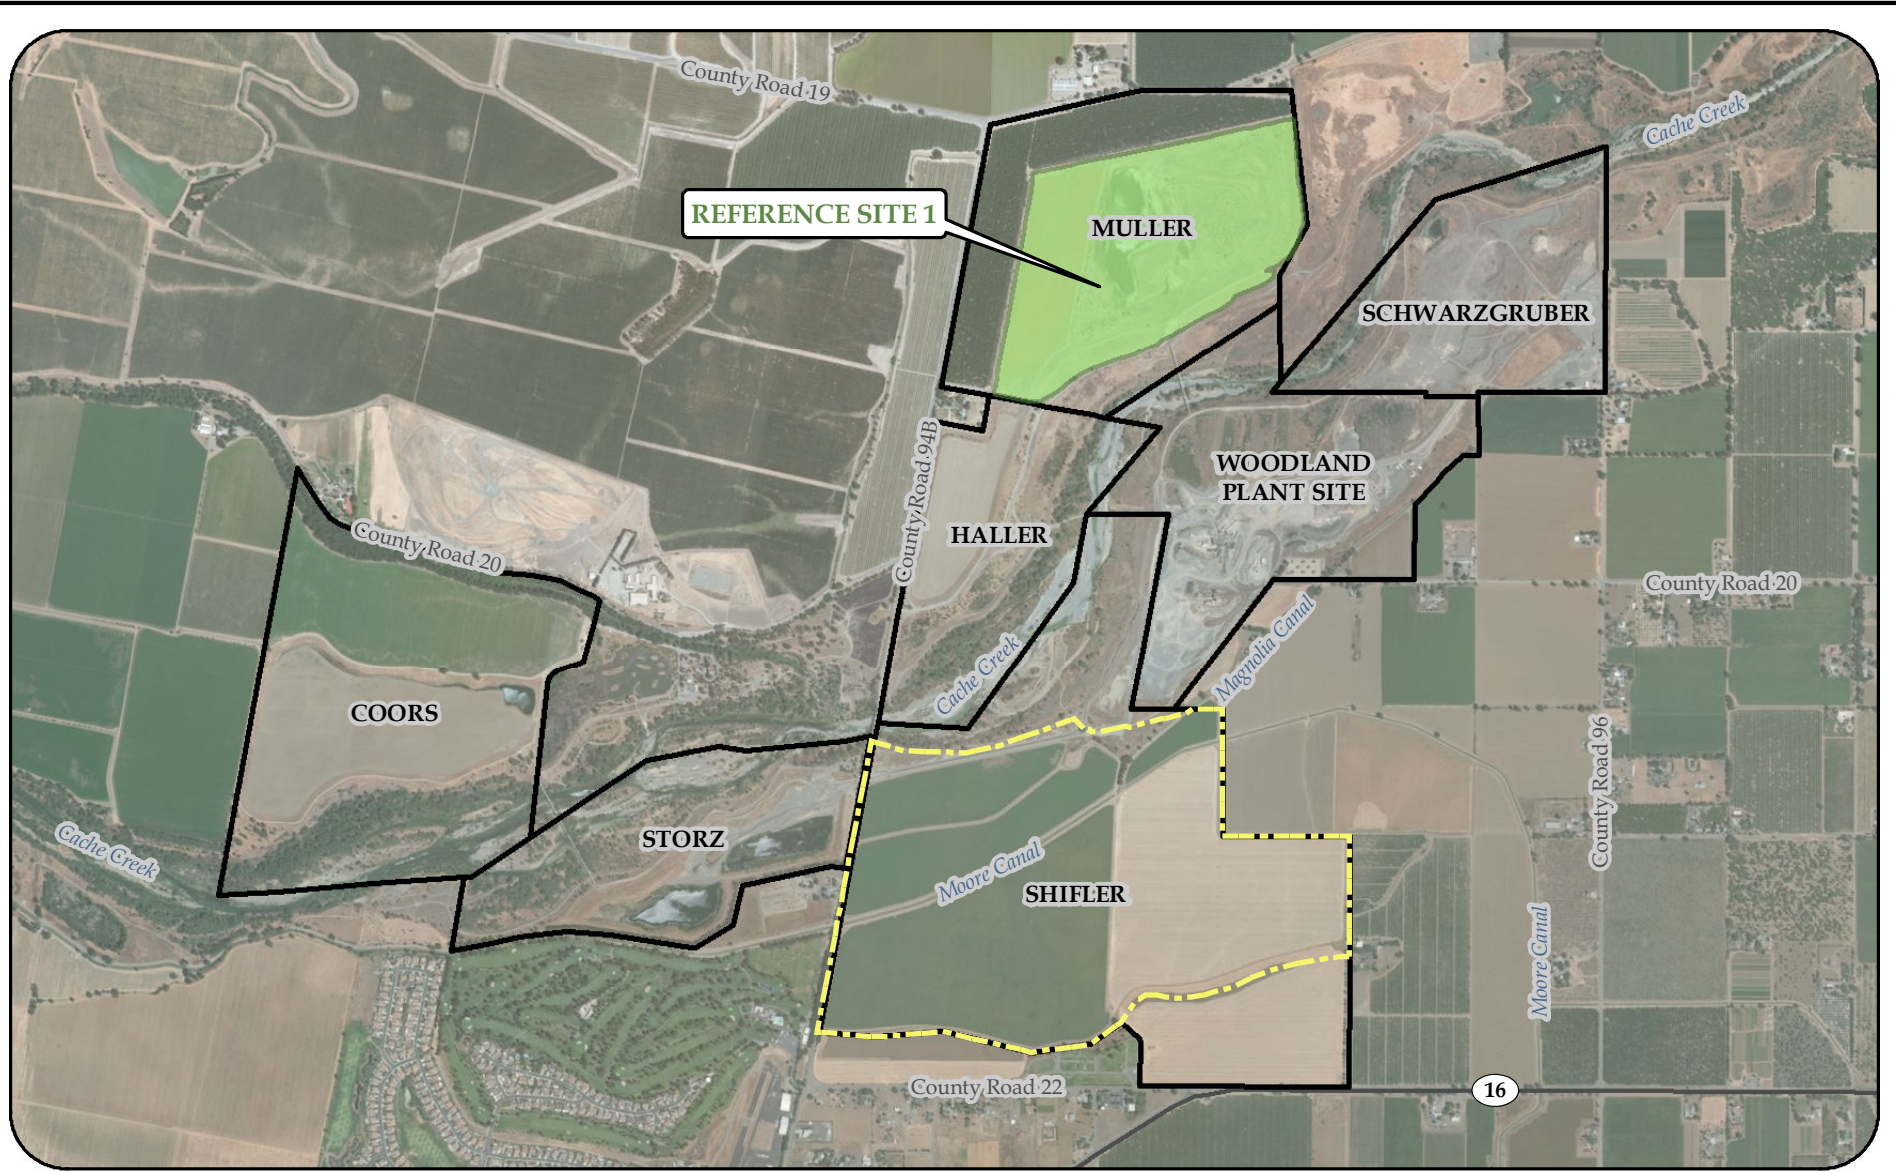 County Road 19
Cache Creek
REFERENCE SITE 1
MULLER
SCHWARZGRUBER
WOODLAND
PLANT SITE
County Road 94B
HALLER
County Road 20
County Road 20
Magnolia Canal
Cache Creek
COORS
County Road 96
STORZ
Cache Creek
Moore Canal
SHIFLER
Moore Canal
County Road 22
16